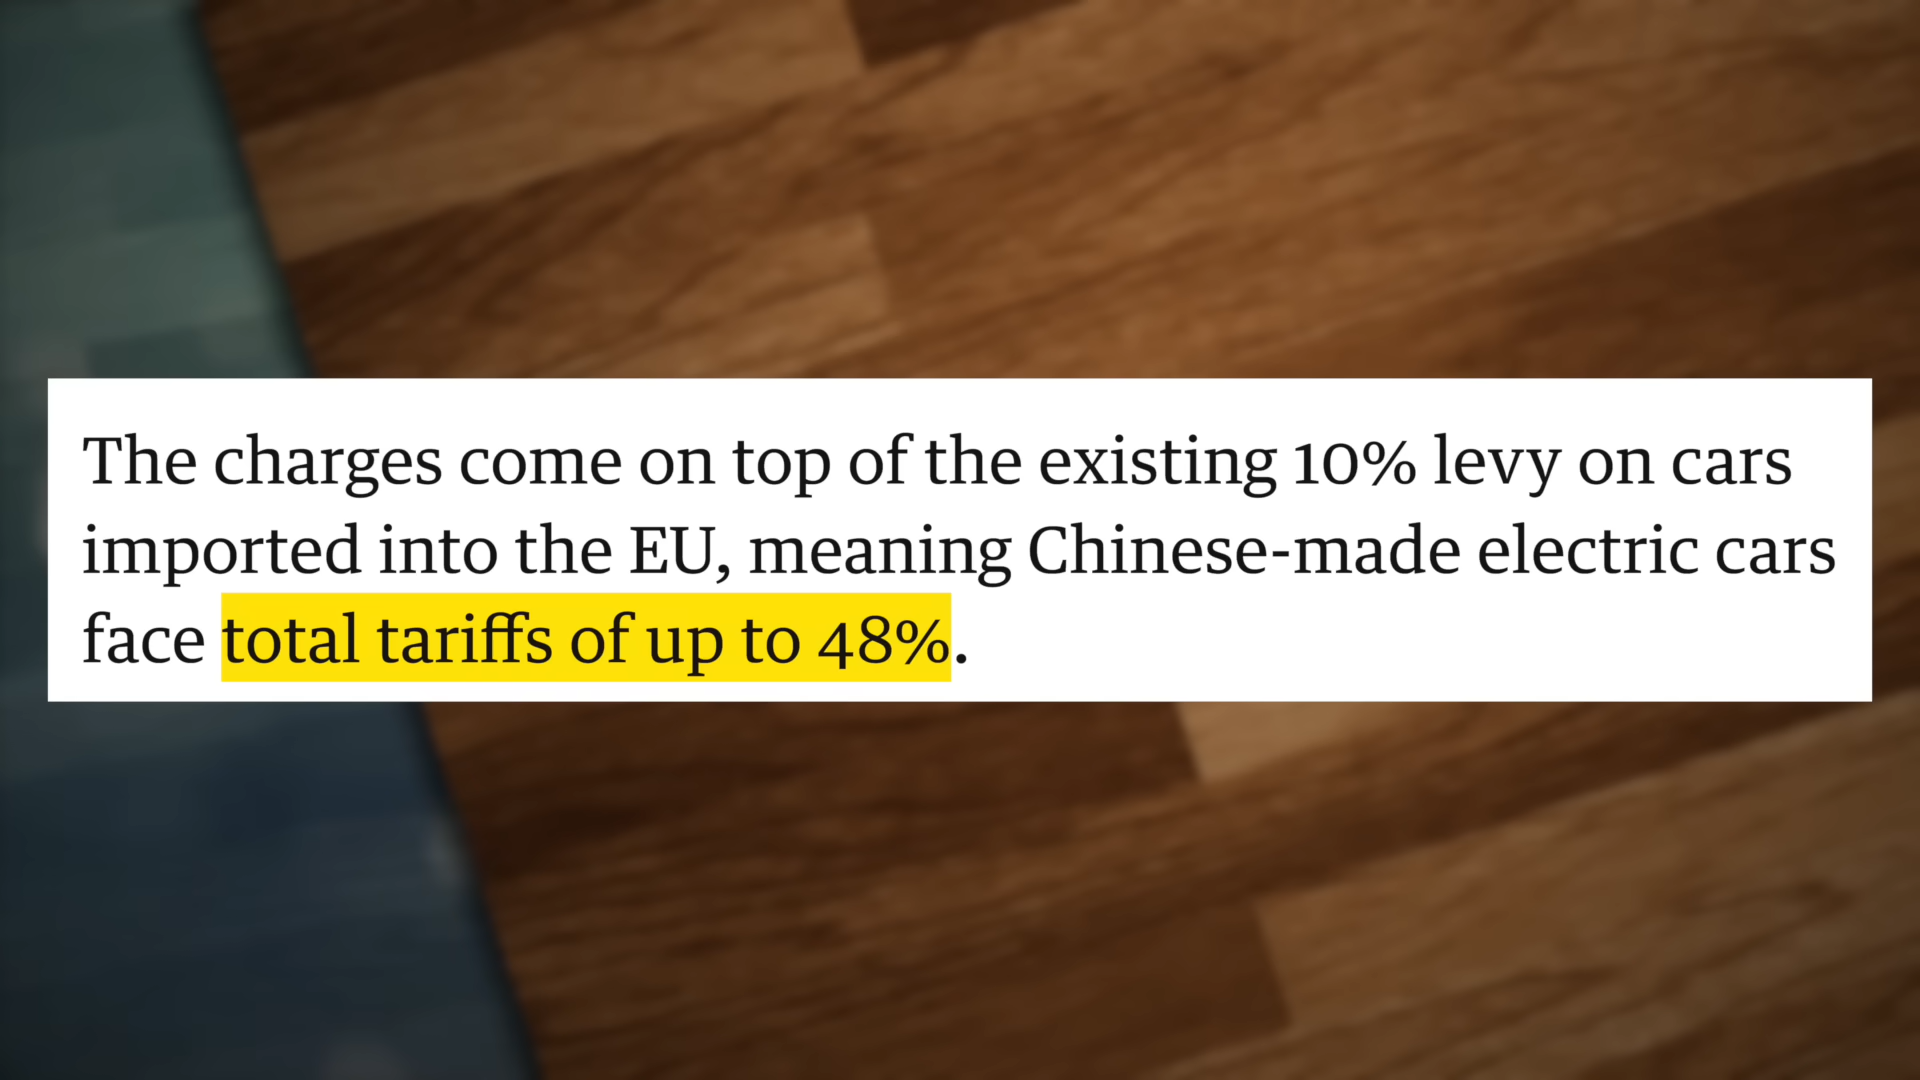 The charges come on top of the existing 10% levy on cars
imported into the EU, meaning Chinese-made electric cars
face total tariffs of up to 48%.